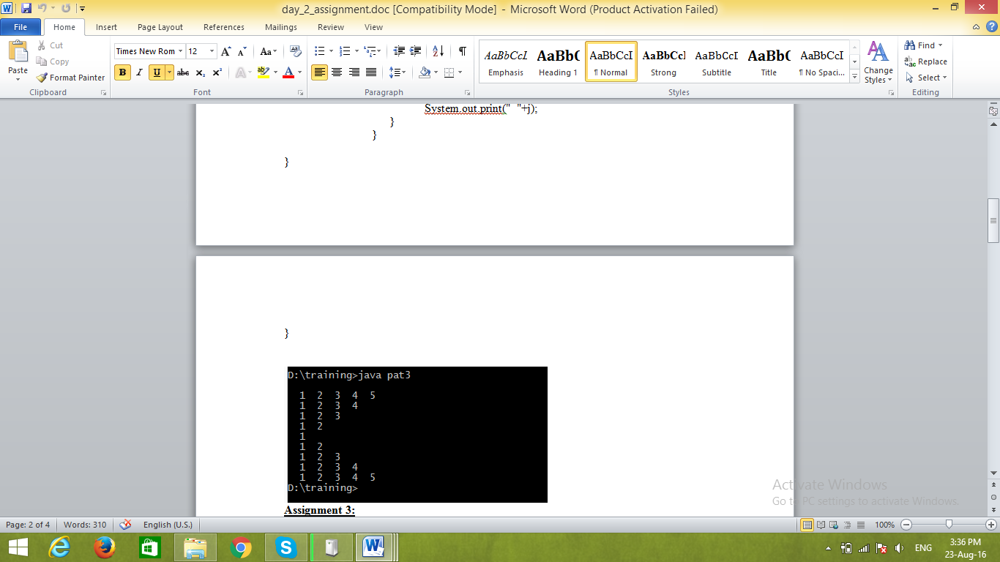 day_2_assignment.doc [Compatibility Mode] - Microsoft Word (Product Activation Failed)
File Home Insert Page Layout References Mailings Review View
Paste
Cut
Copy
Format Painter
Clipboard
Times New Rom 12
Font
Paragraph
AaBbCcI AaBbC AaBbCcI AaBbCcI AaBbCcI AaBbC AaBbCcI
Emphasis Heading 1 ¶ Normal Strong Subtitle Title ¶ No Spaci...
Change Styles
Styles
Find
Replace
Select
Editing
System.out.print("  "+j);
}
}
}
}
D:\training>java pat3
1 2 3 4 5
1 2 3 4
1 2 3
1 2
1
1 2
1 2 3
1 2 3 4
1 2 3 4 5
D:\training>
Assignment 3:
Activate Windows
Go to PC settings to activate Windows.
Page: 2 of 4 Words: 310 English (U.S.) 100%
ENG 3:36 PM
23-Aug-16